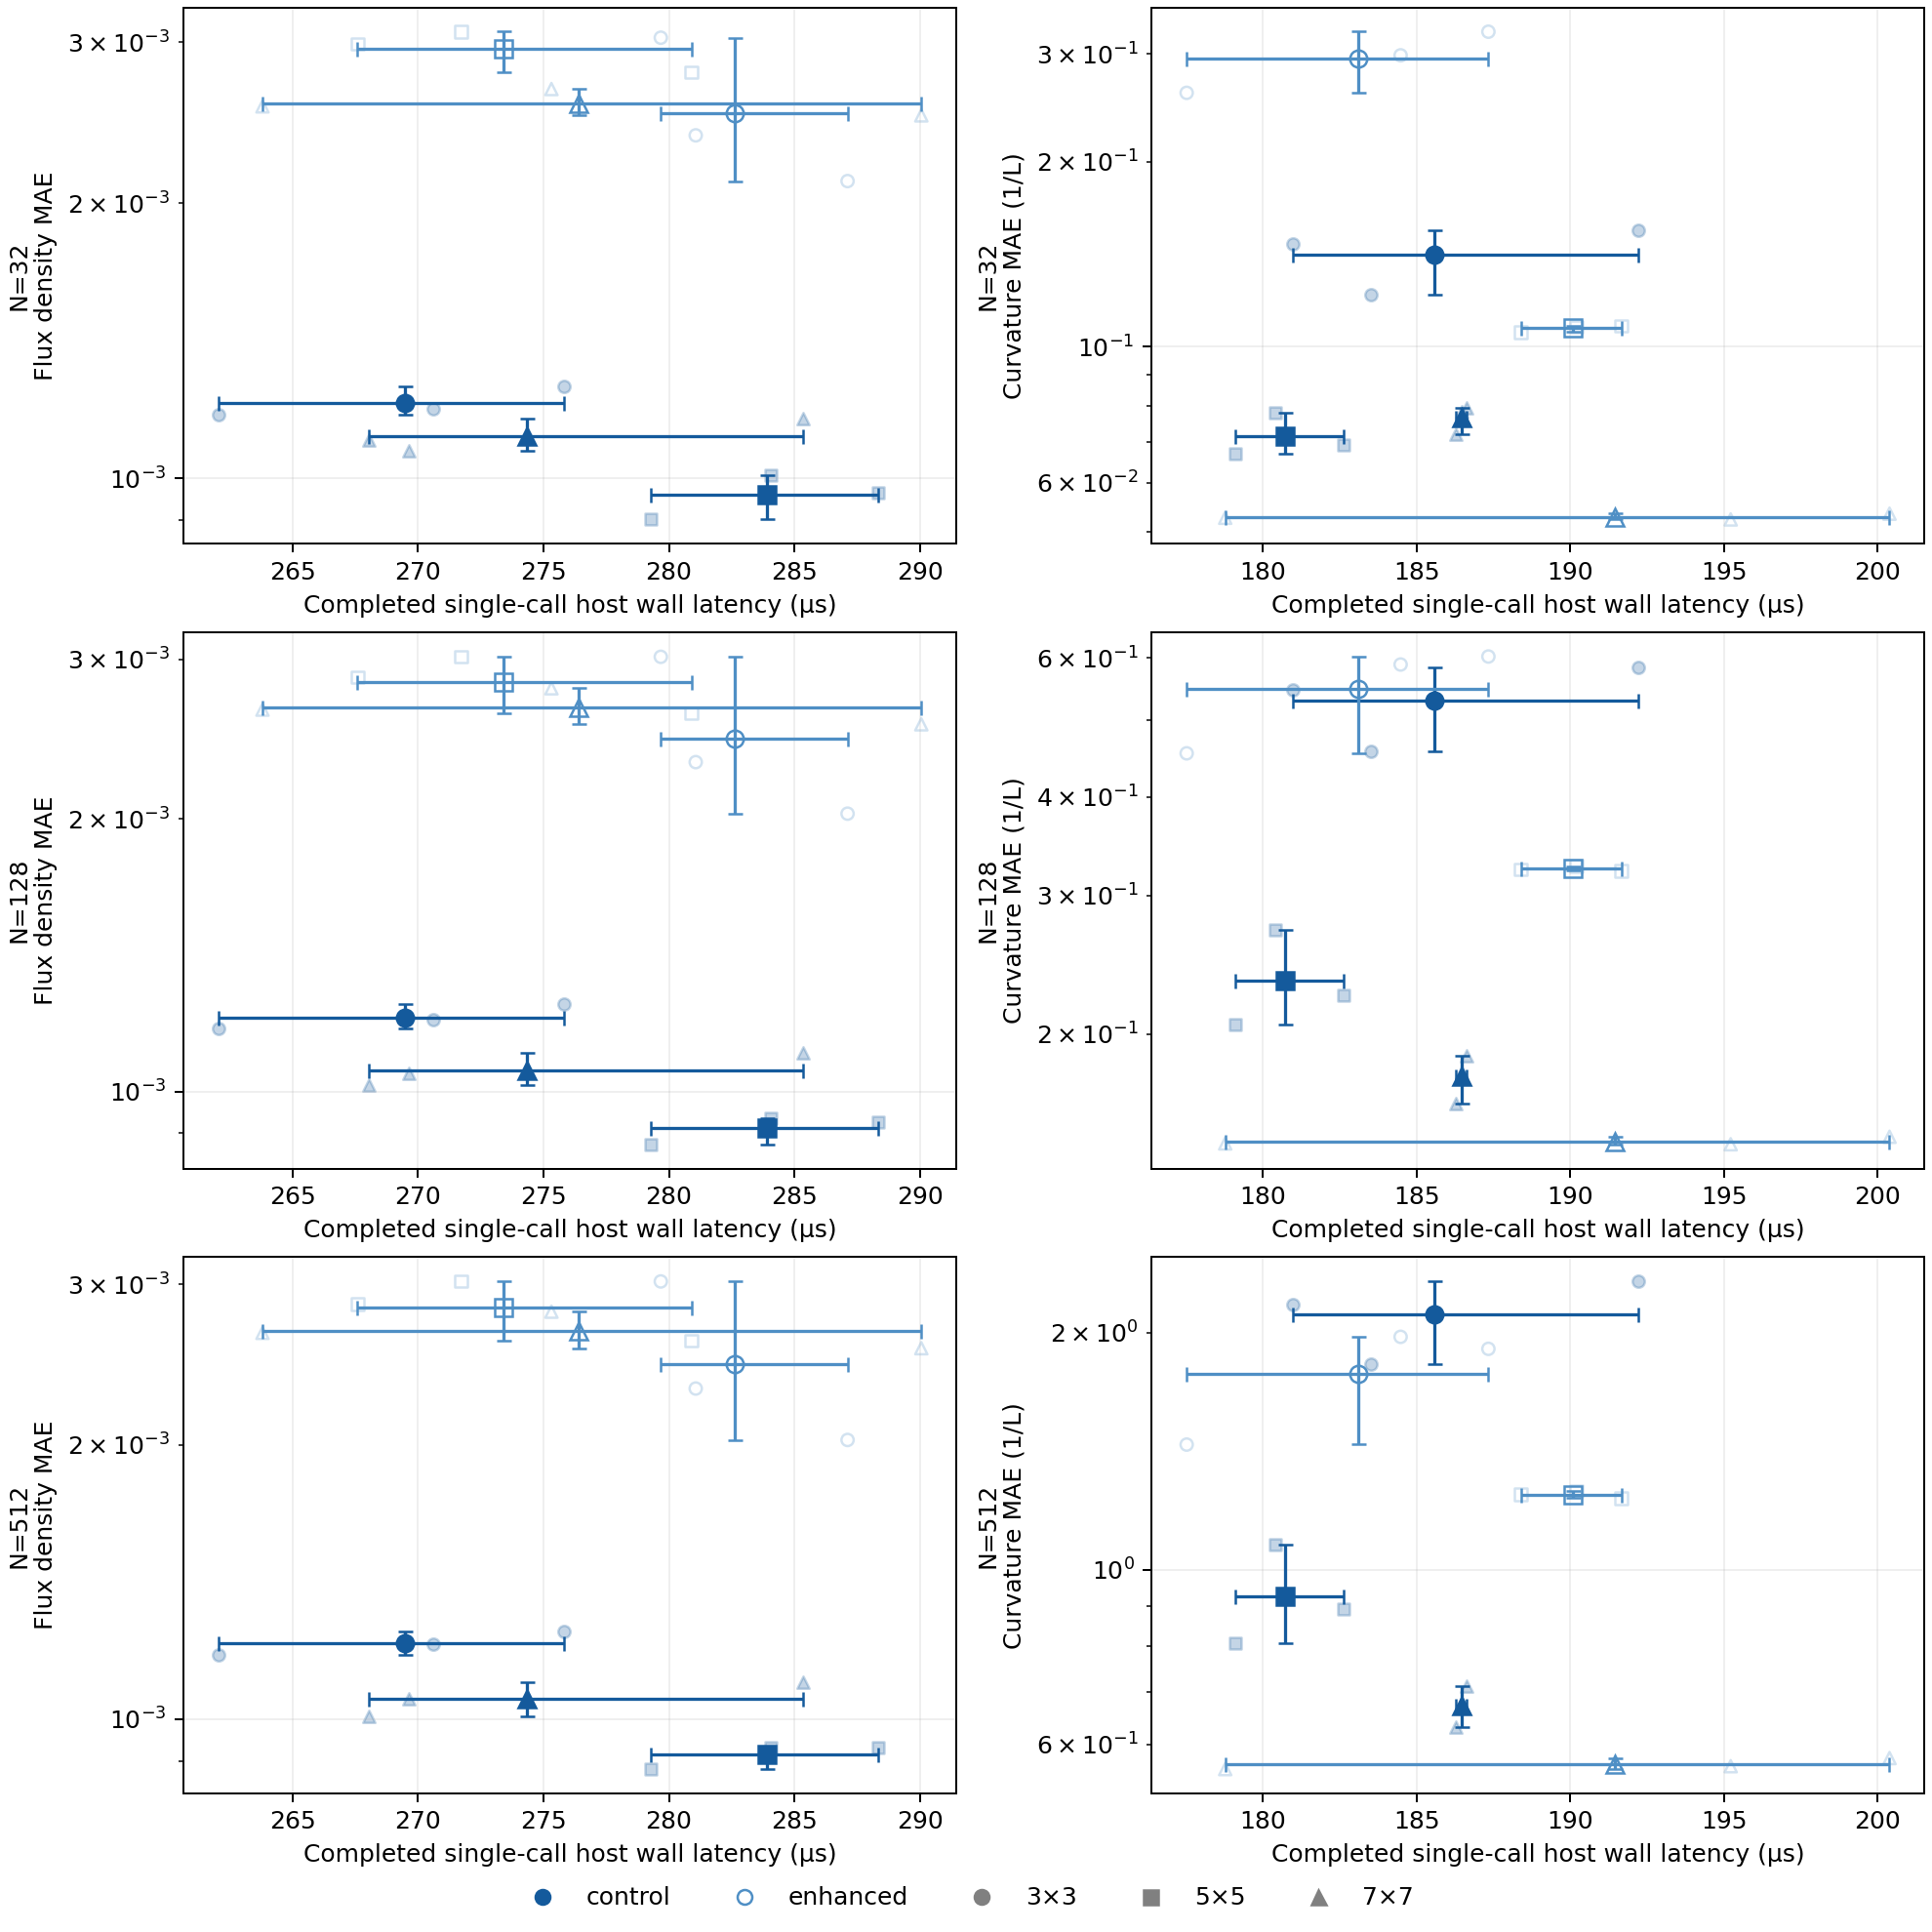 3×10⁻³
2×10⁻³
10⁻³
N=32
Flux density MAE
265 270 275 280 285 290
Completed single-call host wall latency (µs)
3×10⁻¹
2×10⁻¹
10⁻¹
6×10⁻²
N=32
Curvature MAE (1/L)
180 185 190 195 200
Completed single-call host wall latency (µs)
3×10⁻³
2×10⁻³
10⁻³
N=128
Flux density MAE
265 270 275 280 285 290
Completed single-call host wall latency (µs)
6×10⁻¹
4×10⁻¹
3×10⁻¹
2×10⁻¹
N=128
Curvature MAE (1/L)
180 185 190 195 200
Completed single-call host wall latency (µs)
3×10⁻³
2×10⁻³
10⁻³
N=512
Flux density MAE
265 270 275 280 285 290
Completed single-call host wall latency (µs)
2×10⁰
10⁰
6×10⁻¹
N=512
Curvature MAE (1/L)
180 185 190 195 200
Completed single-call host wall latency (µs)
control enhanced 3×3 5×5 7×7